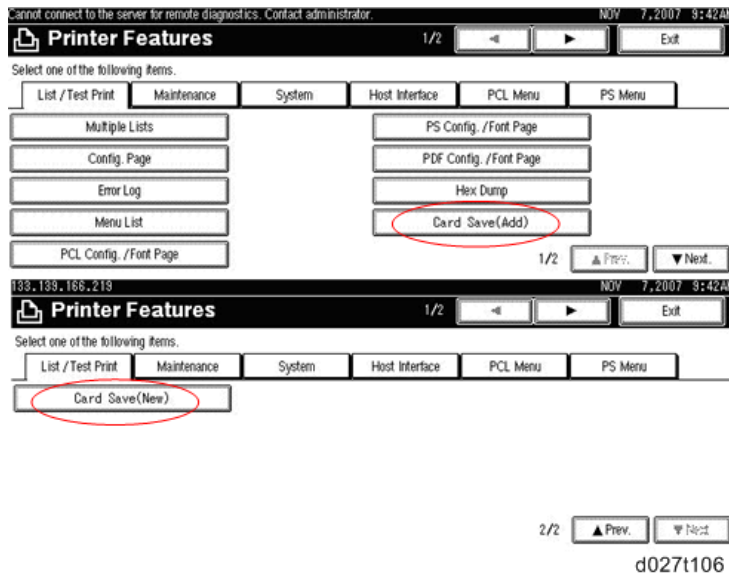 Cannot connect to the server for remote diagnostics. Contact administrator. NOV 7,2007 9:42A
Printer Features 1/2 ◄ ► Exit
Select one of the following items.
List / Test Print Maintenance System Host Interface PCL Menu PS Menu
Multiple Lists PS Config. / Font Page
Config. Page PDF Config. / Font Page
Error Log Hex Dump
Menu List Card Save(Add)
PCL Config. / Font Page 1/2 ▲ Prev. ▼ Next.
133.139.166.219 NOV 7,2007 9:42A
Printer Features 1/2 ◄ ► Exit
Select one of the following items.
List / Test Print Maintenance System Host Interface PCL Menu PS Menu
Card Save(New)
2/2 ▲ Prev. ▼ Next
d027t106